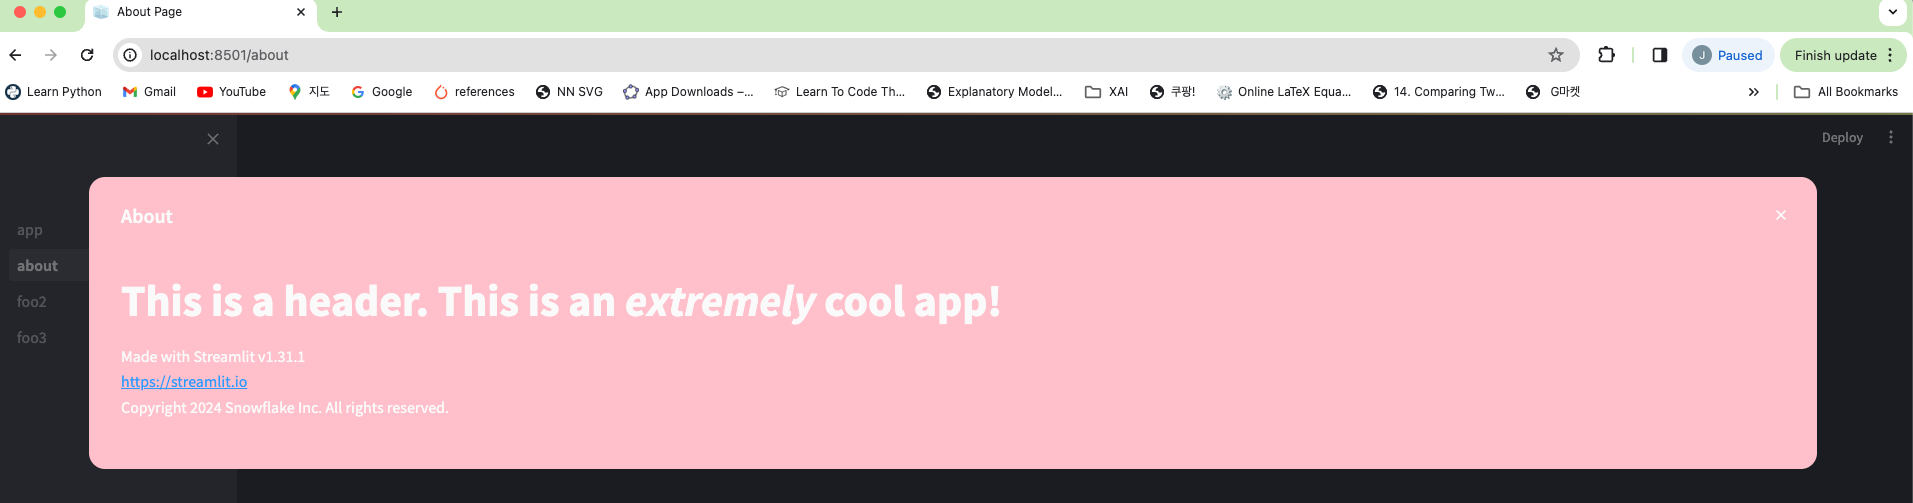 About Page
localhost:8501/about
J Paused
Finish update
Learn Python Gmail YouTube 지도 Google references NN SVG App Downloads –... Learn To Code Th... Explanatory Model... XAI 쿠팡! Online LaTeX Equa... 14. Comparing Tw... G마켓 All Bookmarks
Deploy
app
about
foo2
foo3
About
This is a header. This is an extremely cool app!
Made with Streamlit v1.31.1
https://streamlit.io
Copyright 2024 Snowflake Inc. All rights reserved.